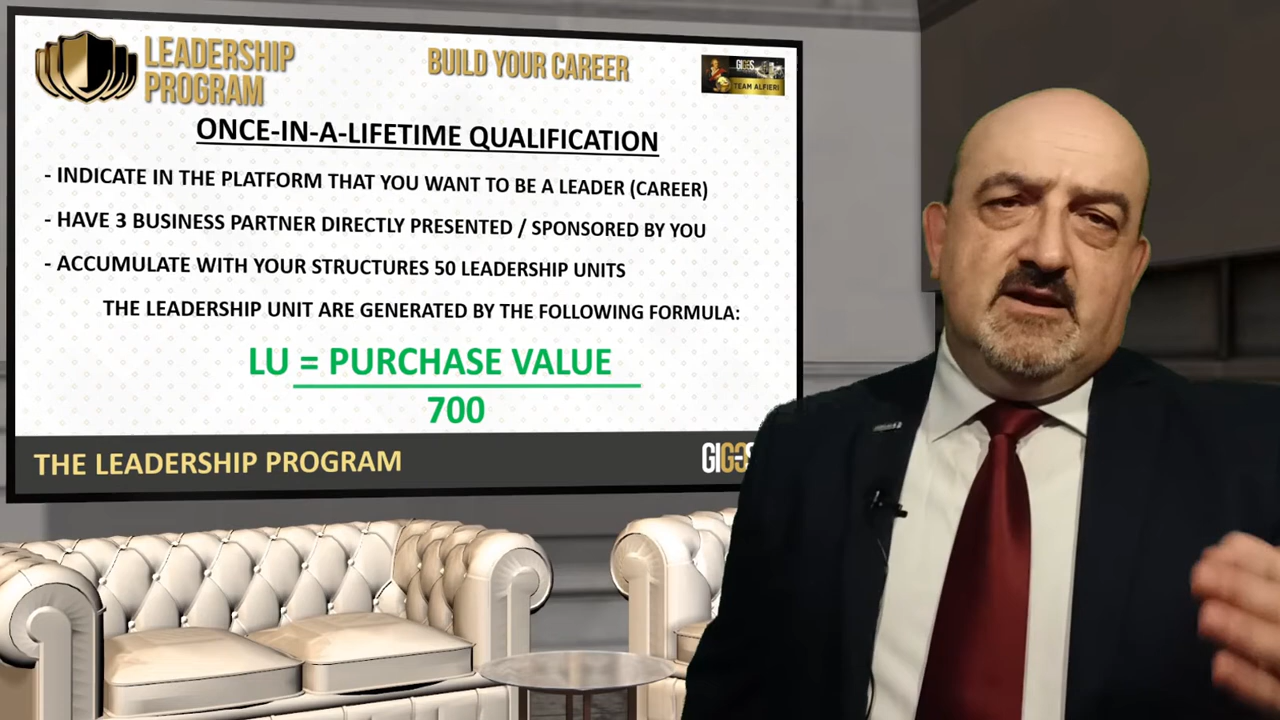 LEADERSHIP
PROGRAM
BUILD YOUR CAREER
TEAM ALFIERI
ONCE-IN-A-LIFETIME QUALIFICATION
- INDICATE IN THE PLATFORM THAT YOU WANT TO BE A LEADER (CAREER)
- HAVE 3 BUSINESS PARTNER DIRECTLY PRESENTED / SPONSORED BY YOU
- ACCUMULATE WITH YOUR STRUCTURES 50 LEADERSHIP UNITS
THE LEADERSHIP UNIT ARE GENERATED BY THE FOLLOWING FORMULA:
LU = PURCHASE VALUE
700
THE LEADERSHIP PROGRAM